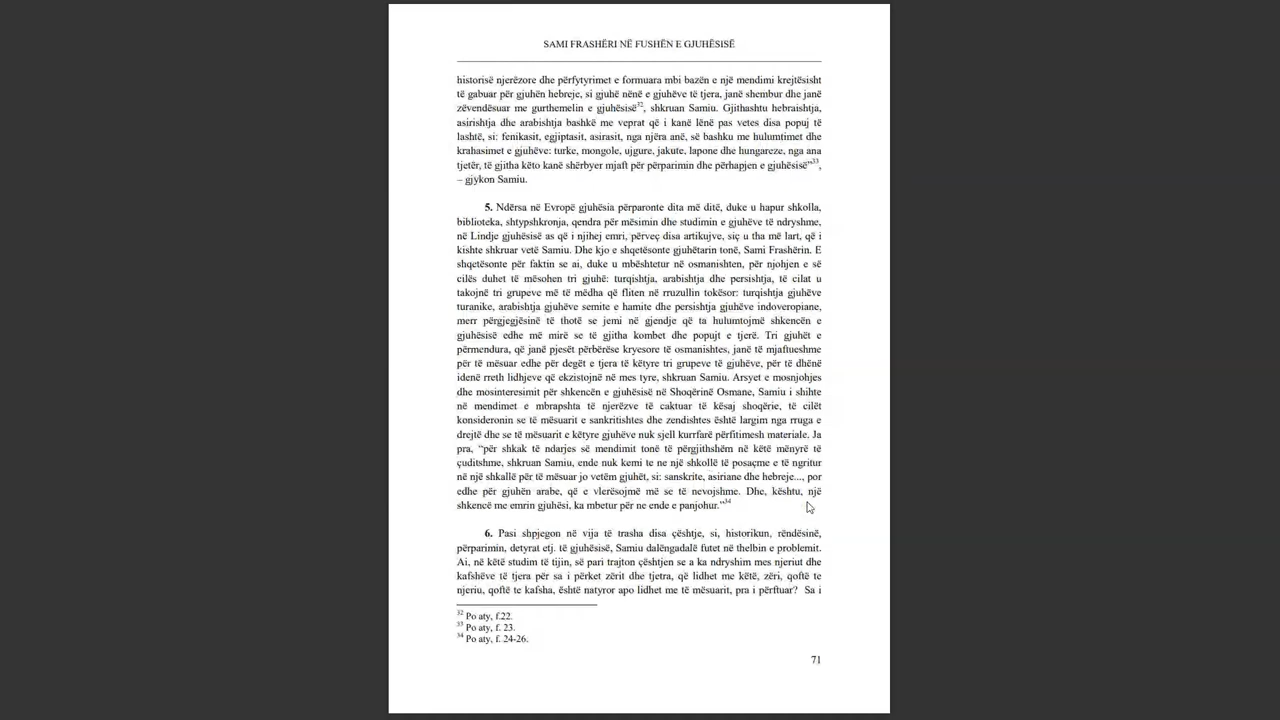 SAMI FRASHËRI NË FUSHËN E GJUHËSISË
historisë njerëzore dhe përfytyrimet e formuara mbi bazën e një mendimi krejtësisht
të gabuar për gjuhën hebreje, si gjuhë nënë e gjuhëve të tjera, janë shembur dhe janë
zëvendësuar me gurthemelin e gjuhësisë32, shkruan Samiu. Gjithashtu hebraishtja,
asirishtja dhe arabishtja bashkë me veprat që i kanë lënë pas vetes disa popuj të
lashtë, si: fenikasit, egjiptasit, asirasit, nga njëra anë, së bashku me hulumtimet dhe
krahasimet e gjuhëve: turke, mongole, ujgure, jakute, lapone dhe hungareze, nga ana
tjetër, të gjitha këto kanë shërbyer mjaft për përparimin dhe përhapjen e gjuhësisë”33,
– gjykon Samiu.
5. Ndërsa në Evropë gjuhësia përparonte dita më ditë, duke u hapur shkolla,
biblioteka, shtypshkronja, qendra për mësimin dhe studimin e gjuhëve të ndryshme,
në Lindje gjuhësisë as që i njihej emri, përveç disa artikujve, siç u tha më lart, që i
kishte shkruar vetë Samiu. Dhe kjo e shqetësonte gjuhëtarin tonë, Sami Frashërin. E
shqetësonte për faktin se ai, duke u mbështetur në osmanishten, për njohjen e së
cilës duhet të mësohen tri gjuhë: turqishtja, arabishtja dhe persishtja, të cilat u
takojnë tri grupeve më të mëdha që fliten në rruzullin tokësor: turqishtja gjuhëve
turanike, arabishtja gjuhëve semite e hamite dhe persishtja gjuhëve indoveropiane,
merr përgjegjësinë të thotë se jemi në gjendje që ta hulumtojmë shkencën e
gjuhësisë edhe më mirë se të gjitha kombet dhe popujt e tjerë. Tri gjuhët e
përmendura, që janë pjesët përbërëse kryesore të osmanishtes, janë të mjaftueshme
për të mësuar edhe për degët e tjera të këtyre tri grupeve të gjuhëve, për të dhënë
idenë rreth lidhjeve që ekzistojnë në mes tyre, shkruan Samiu. Arsyet e mosnjohjes
dhe mosinteresimit për shkencën e gjuhësisë në Shoqërinë Osmane, Samiu i shihte
në mendimet e mbrapshta të njerëzve të caktuar të kësaj shoqërie, të cilët
konsideronin se të mësuarit e sankritishtes dhe zendishtes është largim nga rruga e
drejtë dhe se të mësuarit e këtyre gjuhëve nuk sjell kurrfarë përfitimesh materiale. Ja
pra, “për shkak të ndarjes së mendimit tonë të përgjithshëm në këtë mënyrë të
çuditshme, shkruan Samiu, ende nuk kemi te ne një shkollë të posaçme e të ngritur
në një shkallë për të mësuar jo vetëm gjuhët, si: sanskrite, asiriane dhe hebreje..., por
edhe për gjuhën arabe, që e vlerësojmë më se të nevojshme. Dhe, kështu, një
shkencë me emrin gjuhësi, ka mbetur për ne ende e panjohur.”34
6. Pasi shpjegon në vija të trasha disa çështje, si, historikun, rëndësinë,
përparimin, detyrat etj. të gjuhësisë, Samiu dalëngadalë futet në thelbin e problemit.
Ai, në këtë studim të tijin, së pari trajton çështjen se a ka ndryshim mes njeriut dhe
kafshëve të tjera për sa i përket zërit dhe tjetra, që lidhet me këtë, zëri, qoftë te
njeriu, qoftë te kafsha, është natyror apo lidhet me të mësuarit, pra i përftuar? Sa i
32 Po aty, f.22.
33 Po aty, f. 23.
34 Po aty, f. 24-26.
71